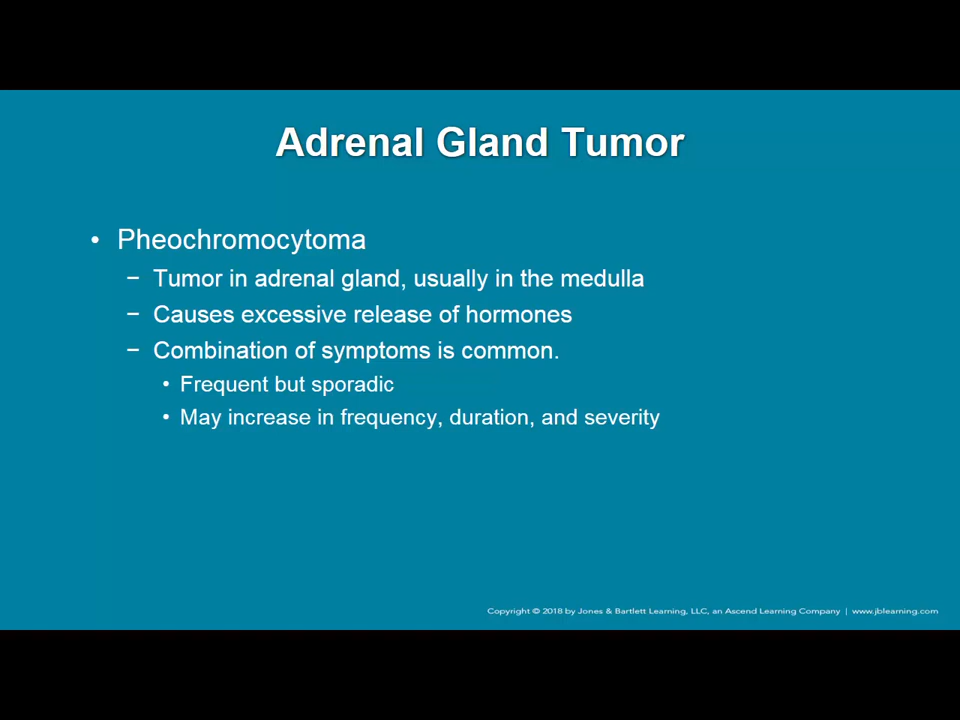 Adrenal Gland Tumor
• Pheochromocytoma
− Tumor in adrenal gland, usually in the medulla
− Causes excessive release of hormones
− Combination of symptoms is common.
• Frequent but sporadic
• May increase in frequency, duration, and severity
Copyright © 2018 by Jones & Bartlett Learning, LLC, an Ascend Learning Company | www.jblearning.com